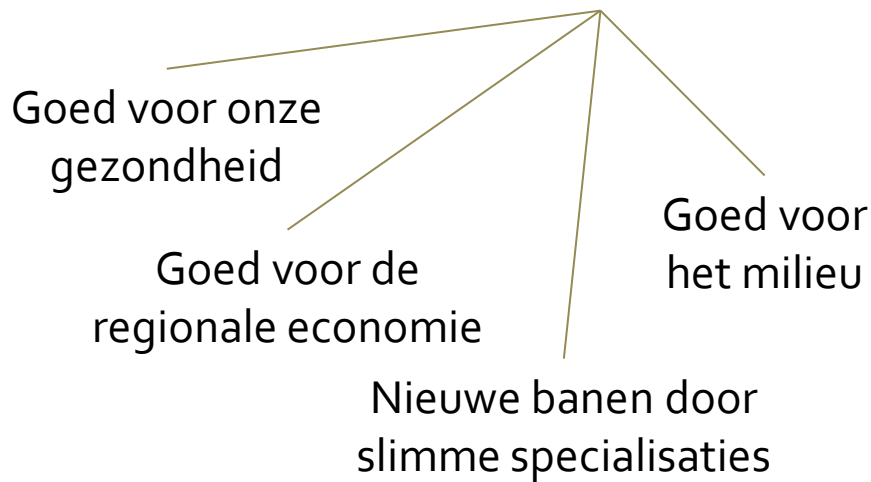 Goed voor onze
gezondheid
Goed voor de
regionale economie
Nieuwe banen door
slimme specialisaties
Goed voor
het milieu